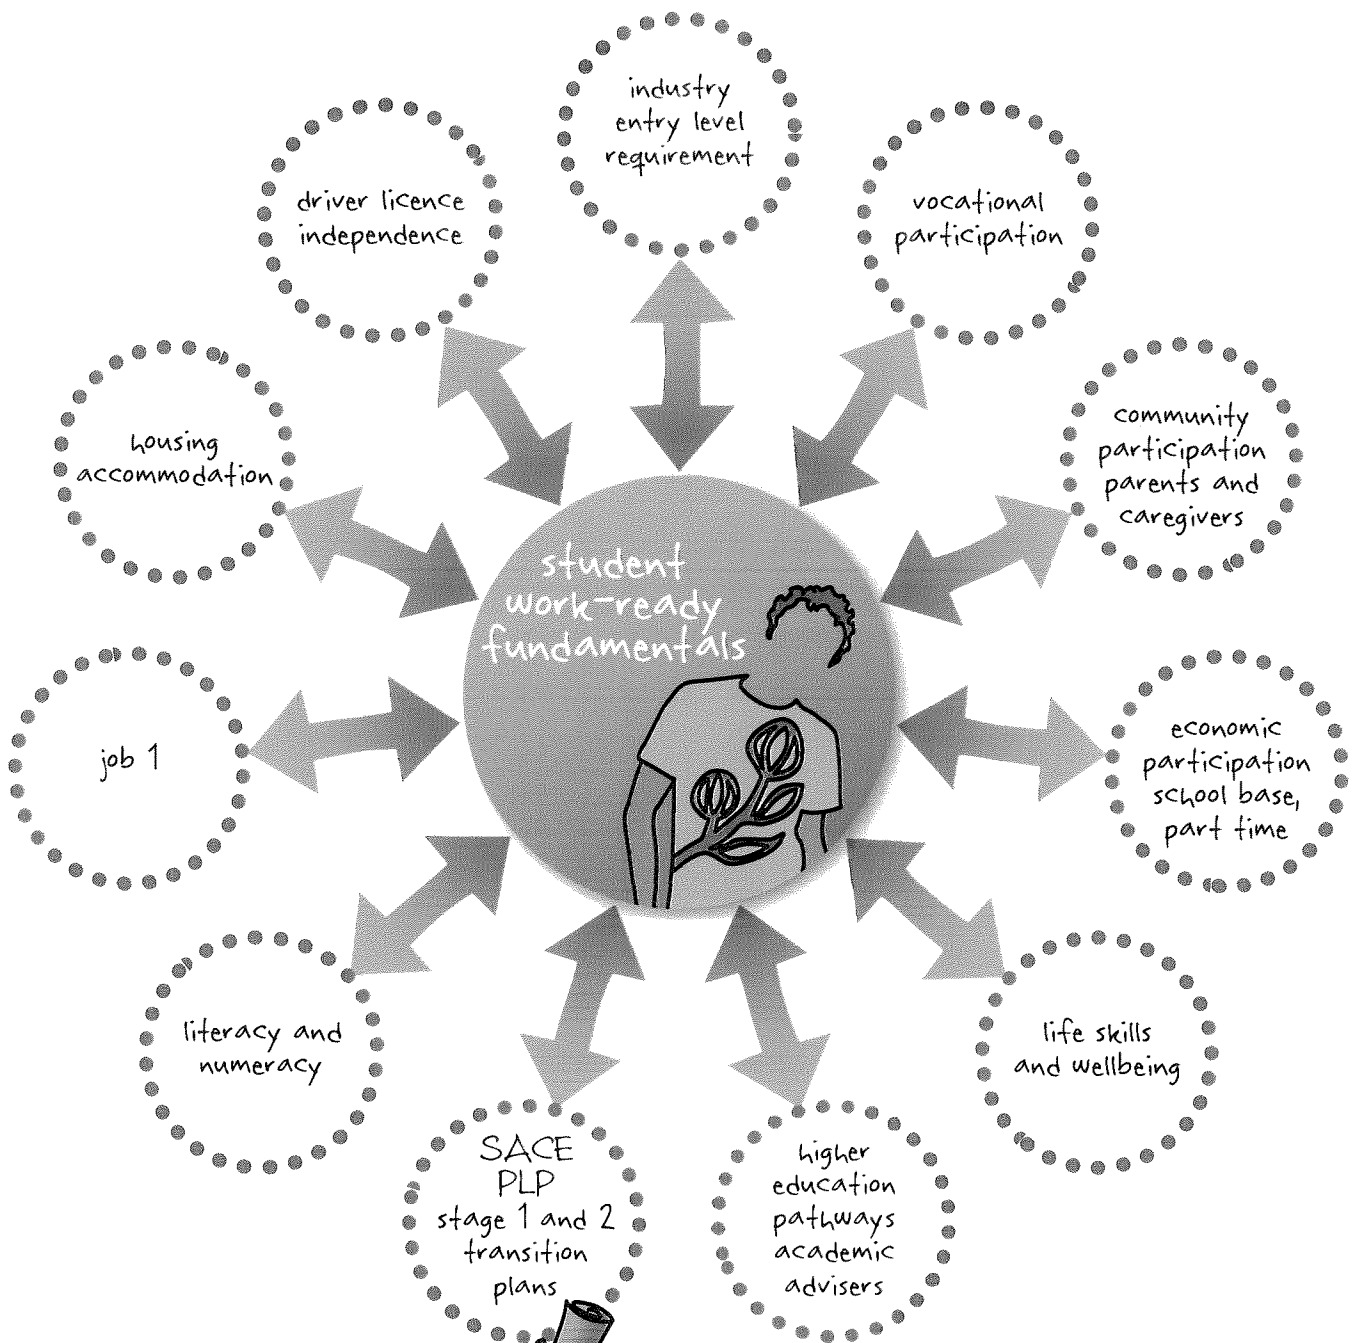 industry
entry level
requirement
driver licence
independence
vocational
participation
housing
accommodation
community
participation
parents and
caregivers
student
work-ready
fundamentals
job 1
economic
participation
school base,
part time
literacy and
numeracy
life skills
and wellbeing
SACE
PLP
stage 1 and 2
transition
plans
higher
education
pathways
academic
advisers